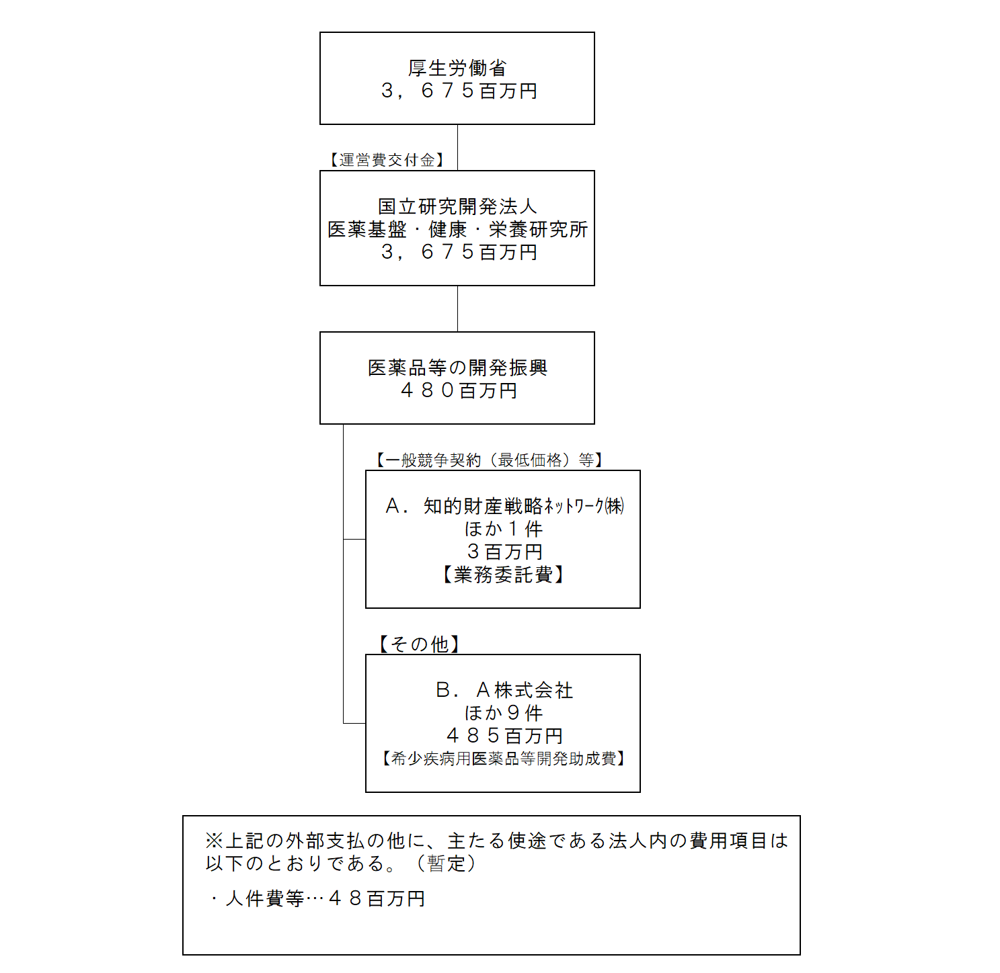 厚生労働省
３，６７５百万円
【運営費交付金】
国立研究開発法人
医薬基盤・健康・栄養研究所
３，６７５百万円
医薬品等の開発振興
４８０百万円
【一般競争契約（最低価格）等】
Ａ．知的財産戦略ﾈｯﾄﾜｰｸ㈱
ほか１件
３百万円
【業務委託費】
【その他】
Ｂ．Ａ株式会社
ほか９件
４８５百万円
【希少疾病用医薬品等開発助成費】
※上記の外部支払の他に、主たる使途である法人内の費用項目は
以下のとおりである。（暫定）
・人件費等…４８百万円